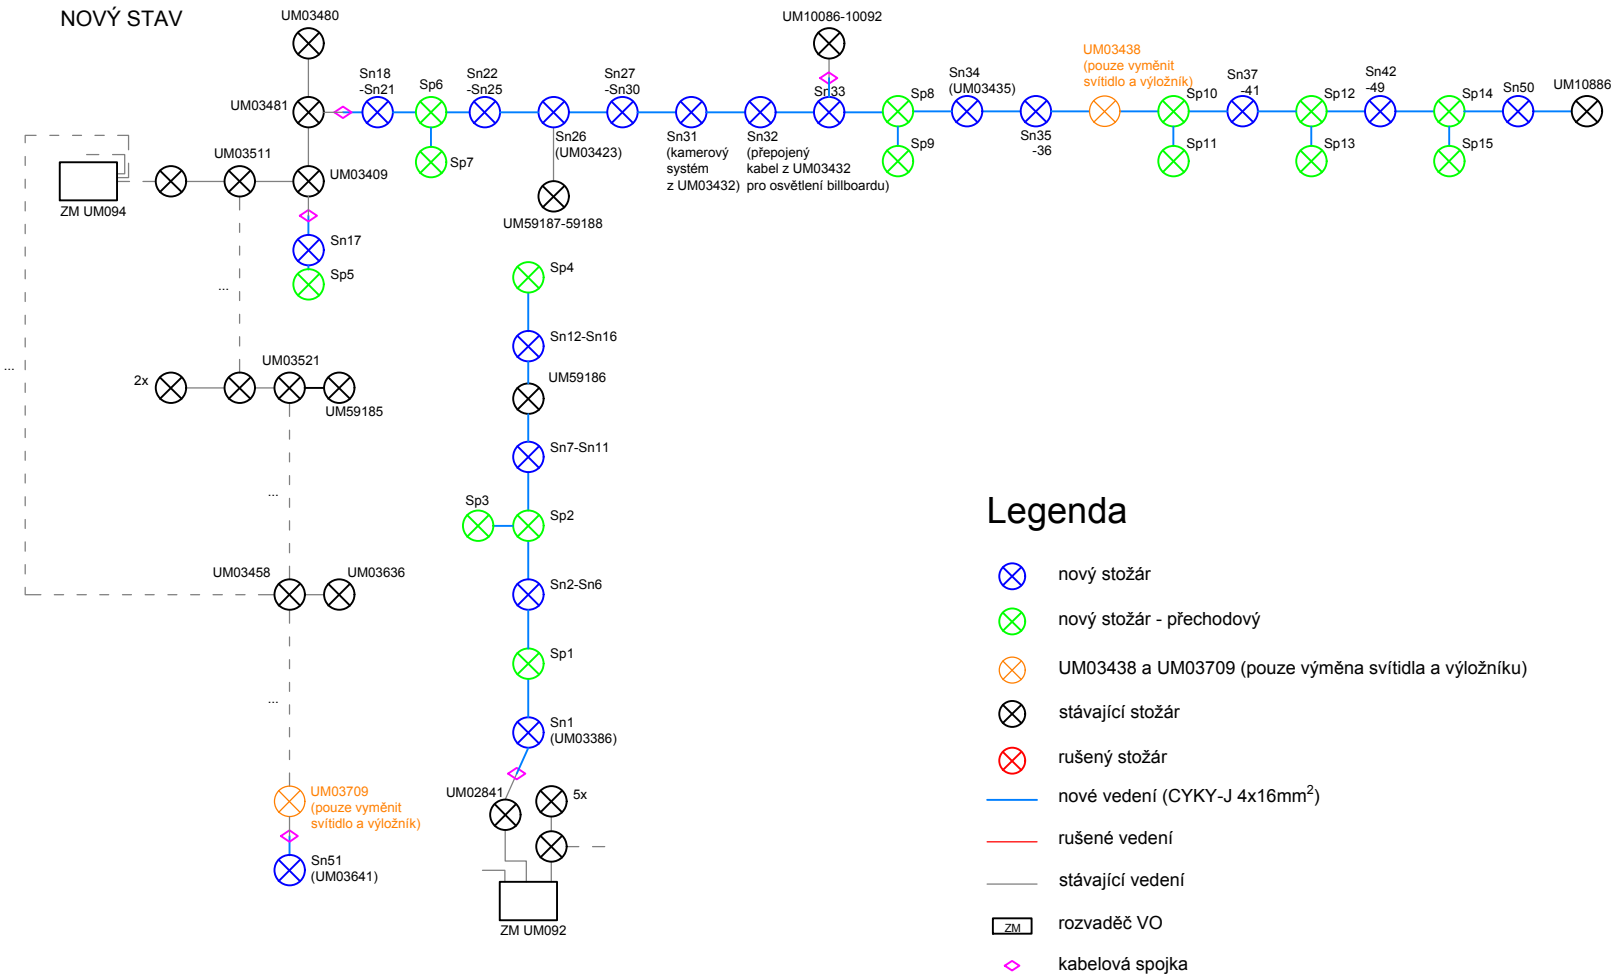 NOVÝ STAV
UM03480
UM10086-10092
UM03438
(pouze vyměnit
svítidlo a výložník)
Sn18
-Sn21
Sp6
Sn22
-Sn25
Sn27
-Sn30
Sn33
Sp8
Sn34
(UM03435)
Sp10
Sn37
-41
Sp12
Sn42
-49
Sp14
Sn50
UM10886
UM03481
Sp7
Sn26
(UM03423)
Sn31
(kamerový
systém
z UM03432)
Sn32
(přepojený
kabel z UM03432
pro osvětlení billboardu)
Sp9
Sn35
-36
Sp11
Sp13
Sp15
UM03511
UM03409
ZM UM094
UM59187-59188
Sn17
Sp5
Sp4
...
Sn12-Sn16
...
UM03521
2x
UM59185
UM59186
Sn7-Sn11
...
Sp3
Sp2
UM03458
UM03636
Sn2-Sn6
Sp1
...
Sn1
(UM03386)
UM03709
(pouze vyměnit
svítidlo a výložník)
UM02841
5x
Sn51
(UM03641)
ZM UM092
Legenda
nový stožár
nový stožár - přechodový
UM03438 a UM03709 (pouze výměna svítidla a výložníku)
stávající stožár
rušený stožár
nové vedení (CYKY-J 4x16mm²)
rušené vedení
stávající vedení
ZM rozvaděč VO
kabelová spojka